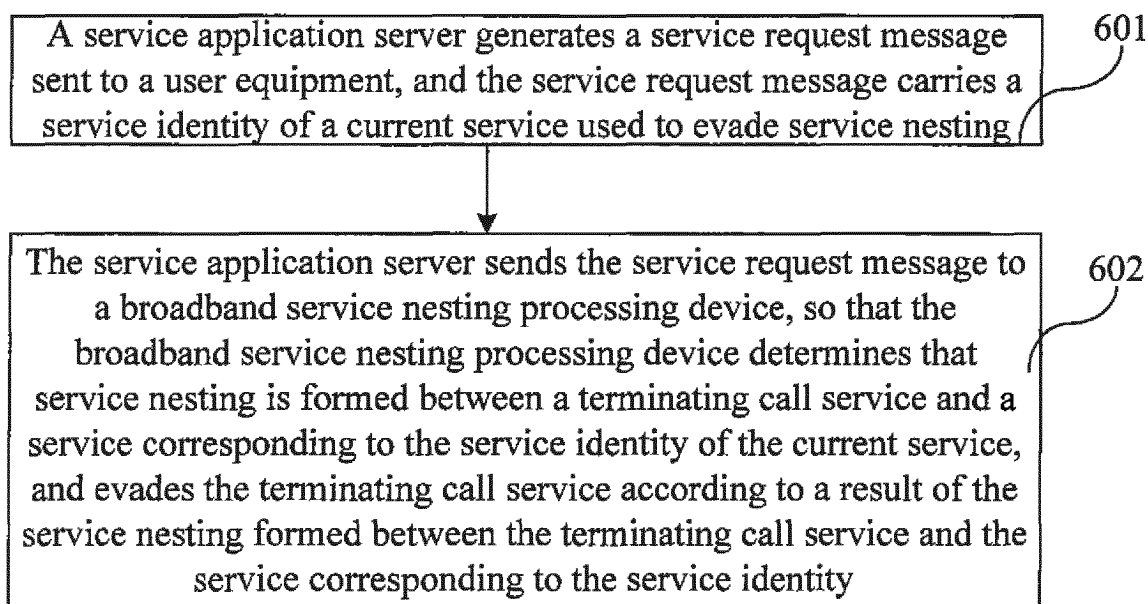 A service application server generates a service request message
sent to a user equipment, and the service request message carries a
service identity of a current service used to evade service nesting
601
The service application server sends the service request message to
a broadband service nesting processing device, so that the
broadband service nesting processing device determines that
service nesting is formed between a terminating call service and a
service corresponding to the service identity of the current service,
and evades the terminating call service according to a result of the
service nesting formed between the terminating call service and the
service corresponding to the service identity
602